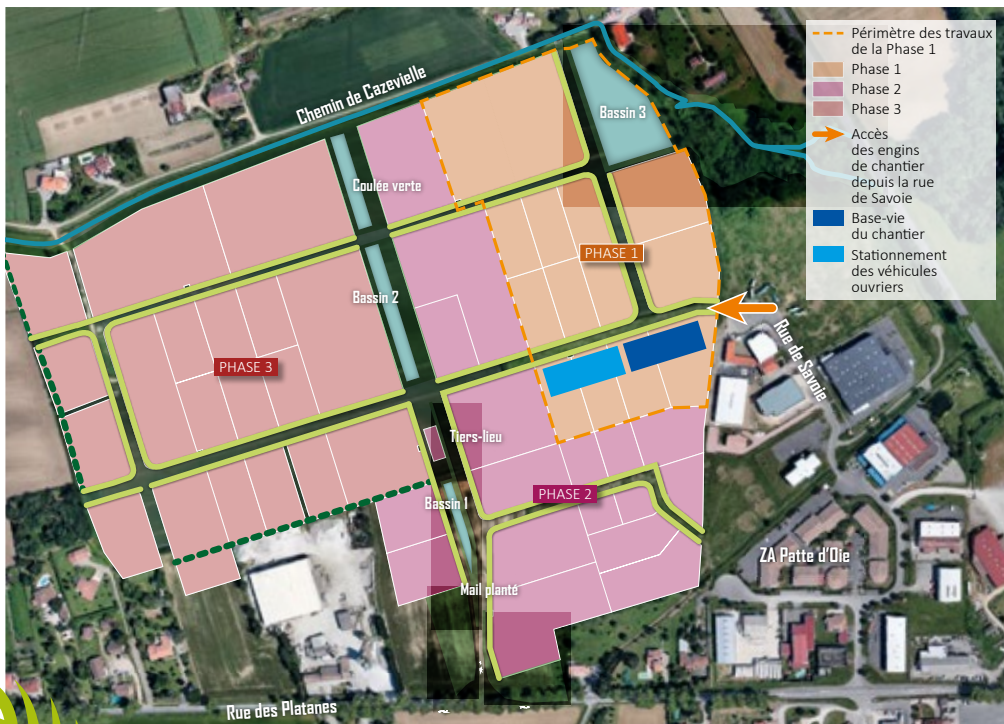 Périmètre des travaux
de la Phase 1
Phase 1
Phase 2
Phase 3
Accès
des engins
de chantier
depuis la rue
de Savoie
Base-vie
du chantier
Stationnement
des véhicules
ouvriers
Chemin de Cazevielle
Bassin 3
Coulée verte
PHASE 1
Bassin 2
Rue de Savoie
PHASE 3
Tiers-lieu
PHASE 2
Bassin 1
ZA Patte d'Oie
Mail planté
Rue des Platanes